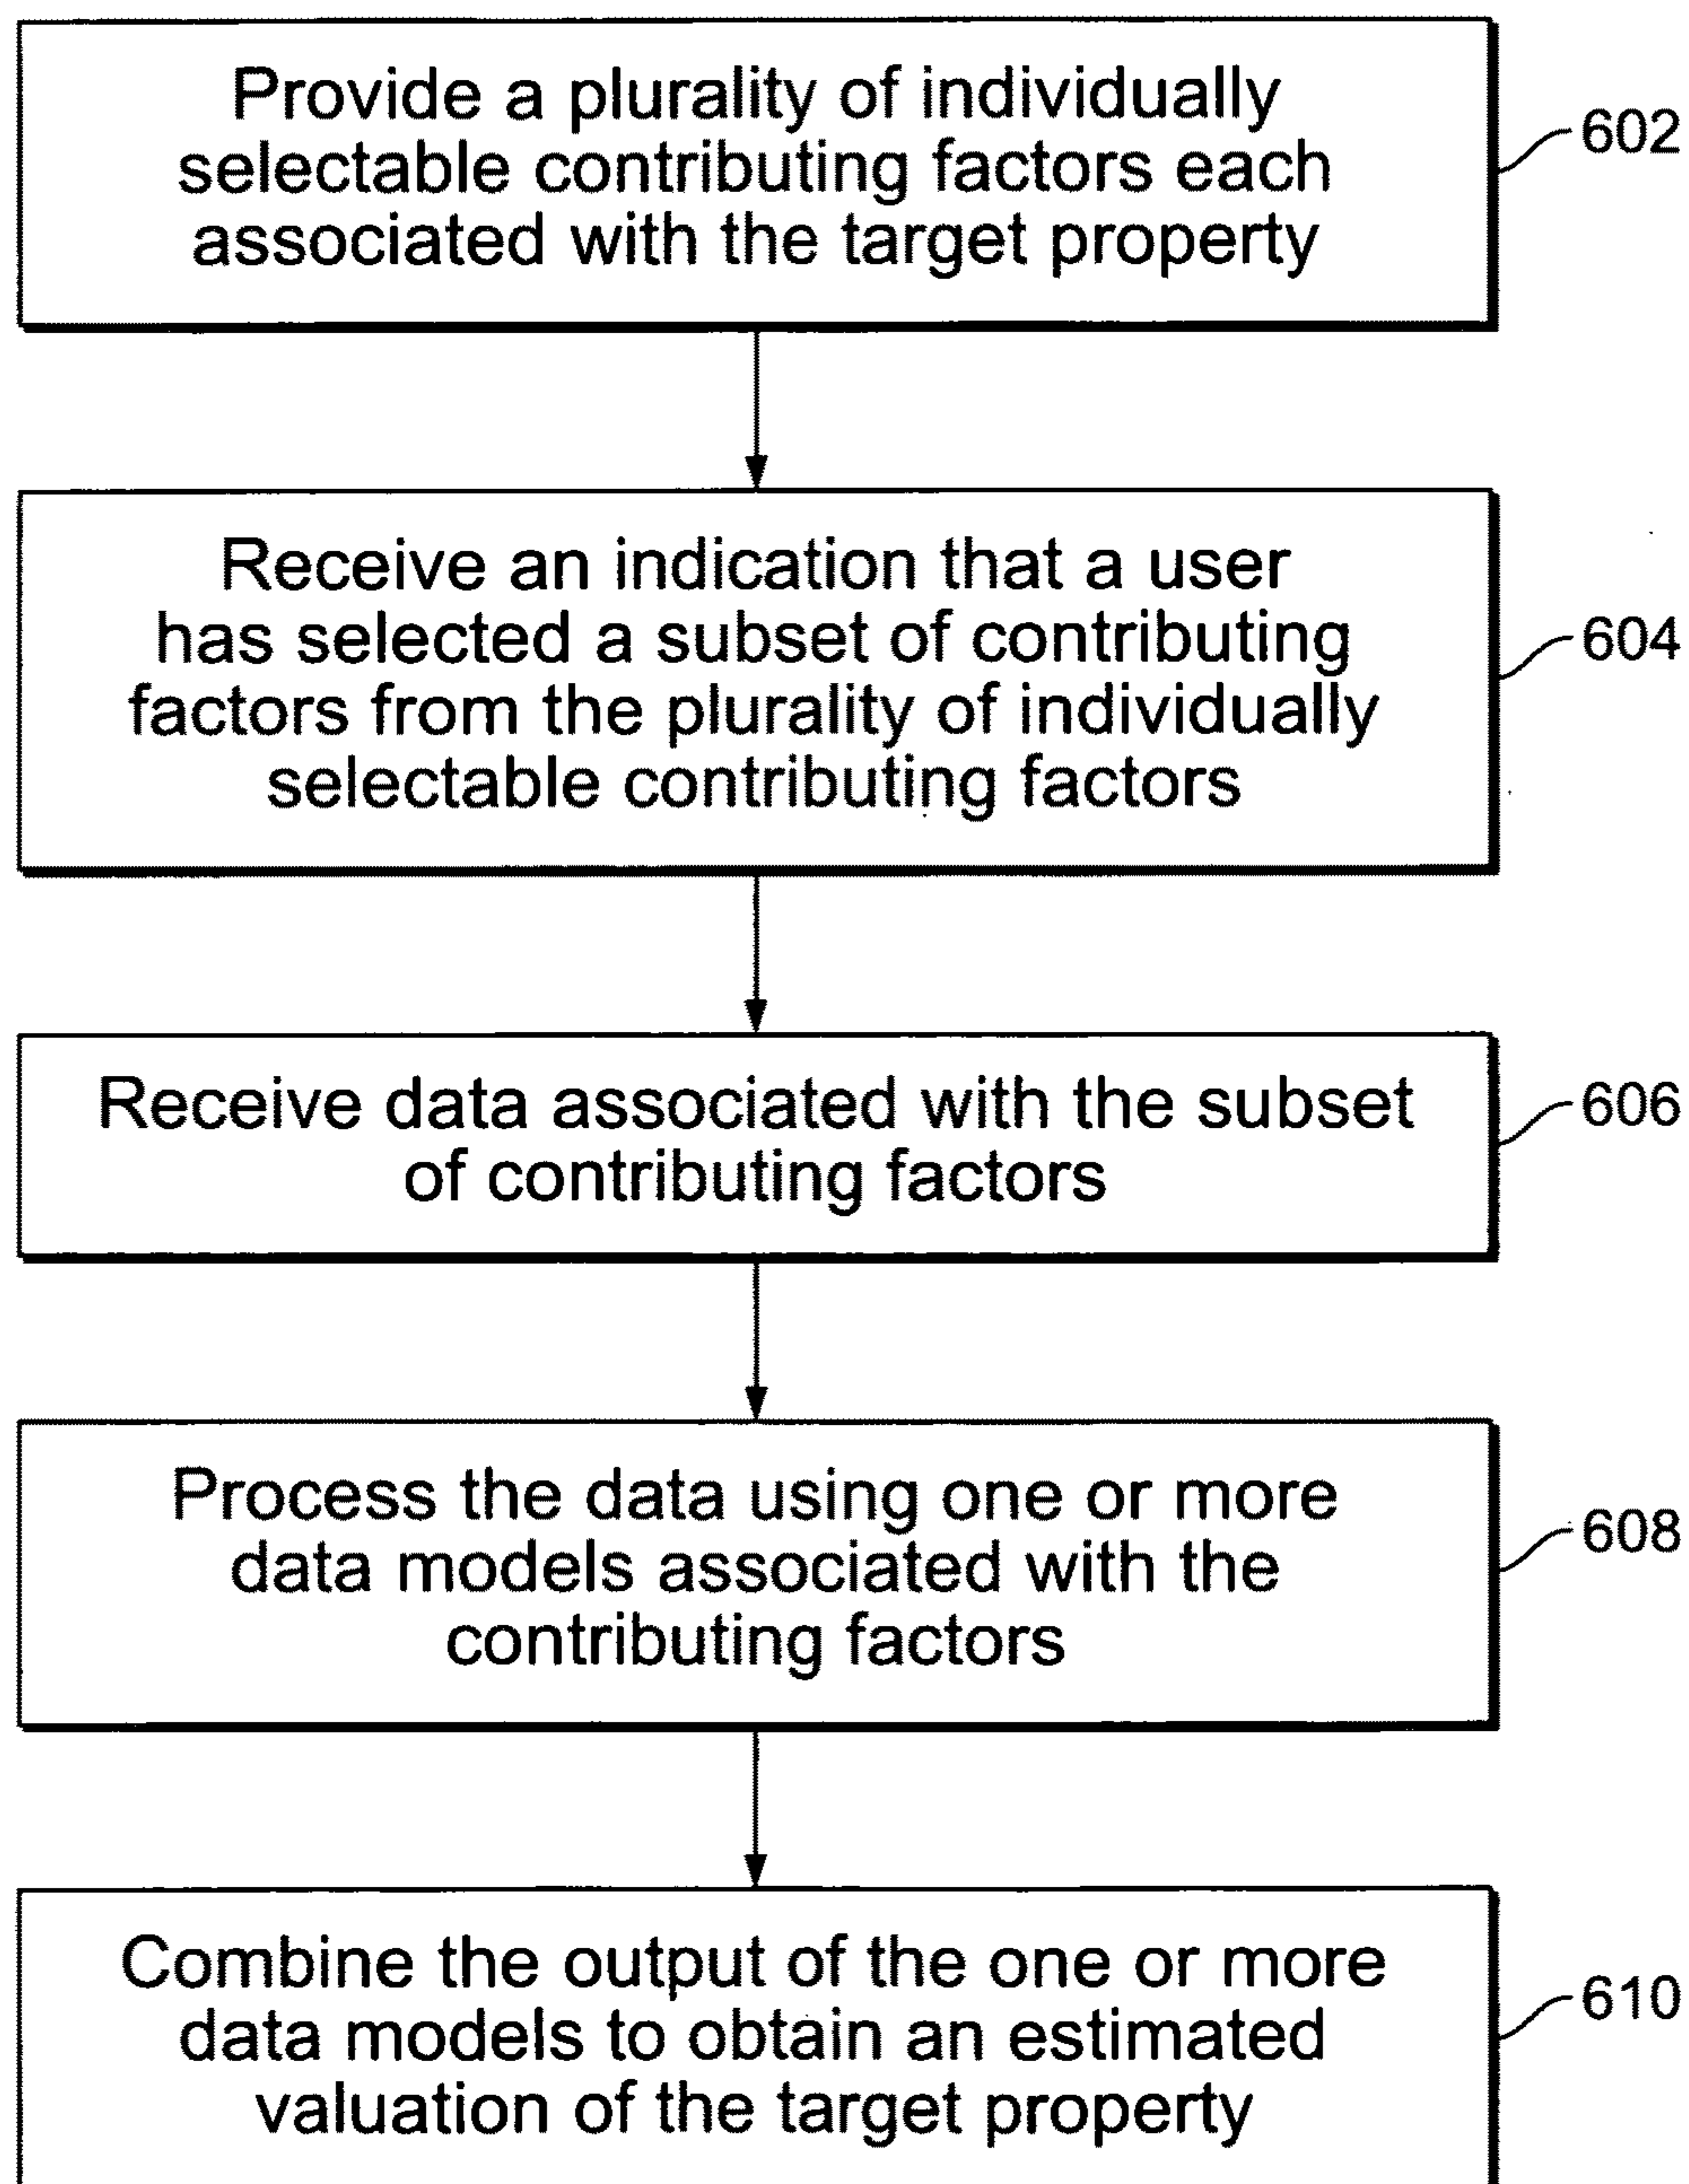 Provide a plurality of individually
selectable contributing factors each
associated with the target property
602
Receive an indication that a user
has selected a subset of contributing
factors from the plurality of individually
selectable contributing factors
604
Receive data associated with the subset
of contributing factors
606
Process the data using one or more
data models associated with the
contributing factors
608
Combine the output of the one or more
data models to obtain an estimated
valuation of the target property
610